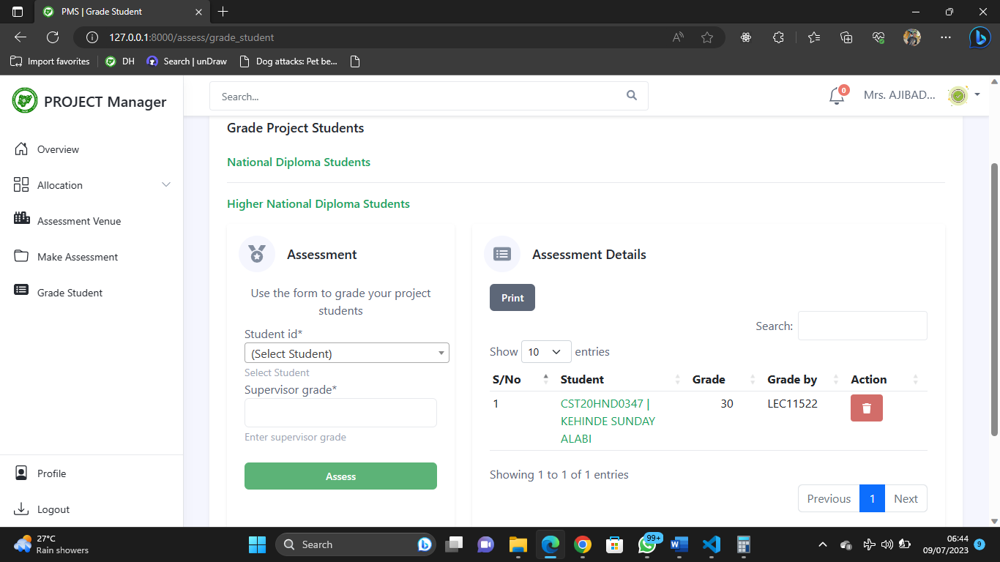 PMS | Grade Student
127.0.0.1:8000/assess/grade_student
Import favorites
DH
Search | unDraw
Dog attacks: Pet be...
PROJECT Manager
Search...
0
Mrs. AJIBAD...
Overview
Allocation
Assessment Venue
Make Assessment
Grade Student
Profile
Logout
Grade Project Students
National Diploma Students
Higher National Diploma Students
Assessment
Use the form to grade your project
students
Student id*
(Select Student)
Select Student
Supervisor grade*
Enter supervisor grade
Assess
Assessment Details
Print
Search:
Show 10 entries
S/No Student Grade Grade by Action
1 CST20HND0347 | 30 LEC11522
KEHINDE SUNDAY
ALABI
Showing 1 to 1 of 1 entries
Previous 1 Next
27°C
Rain showers
Search
99+
06:44
09/07/2023
9